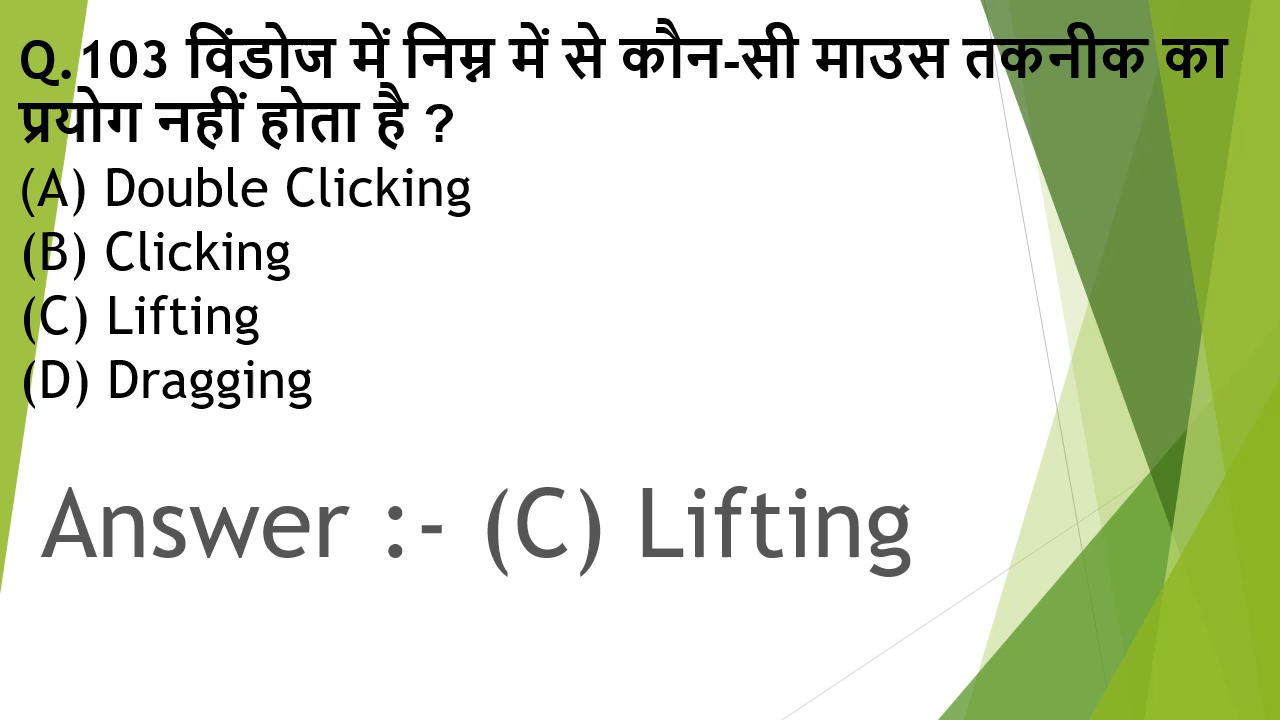 Q.103 विंडोज में निम्न में से कौन-सी माउस तकनीक का
प्रयोग नहीं होता है ?
(A) Double Clicking
(B) Clicking
(C) Lifting
(D) Dragging
Answer :- (C) Lifting